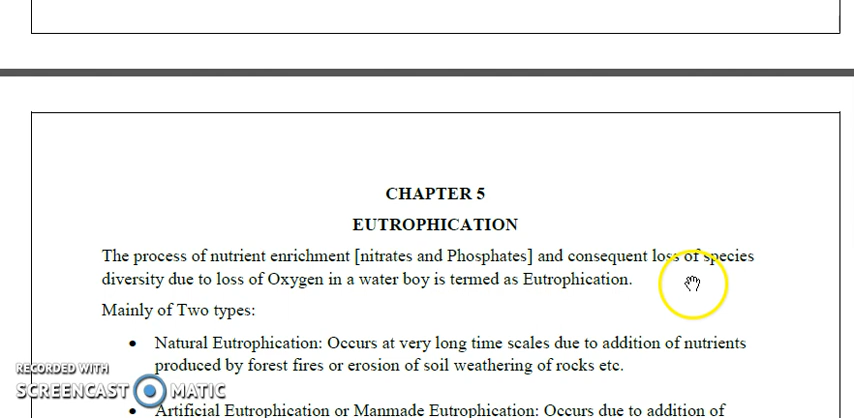 CHAPTER 5
EUTROPHICATION
The process of nutrient enrichment [nitrates and Phosphates] and consequent loss of species
diversity due to loss of Oxygen in a water boy is termed as Eutrophication.
Mainly of Two types:
• Natural Eutrophication: Occurs at very long time scales due to addition of nutrients
produced by forest fires or erosion of soil weathering of rocks etc.
RECORDED WITH
SCREENCAST MATIC
• Artificial Eutrophication or Manmade Eutrophication: Occurs due to addition of